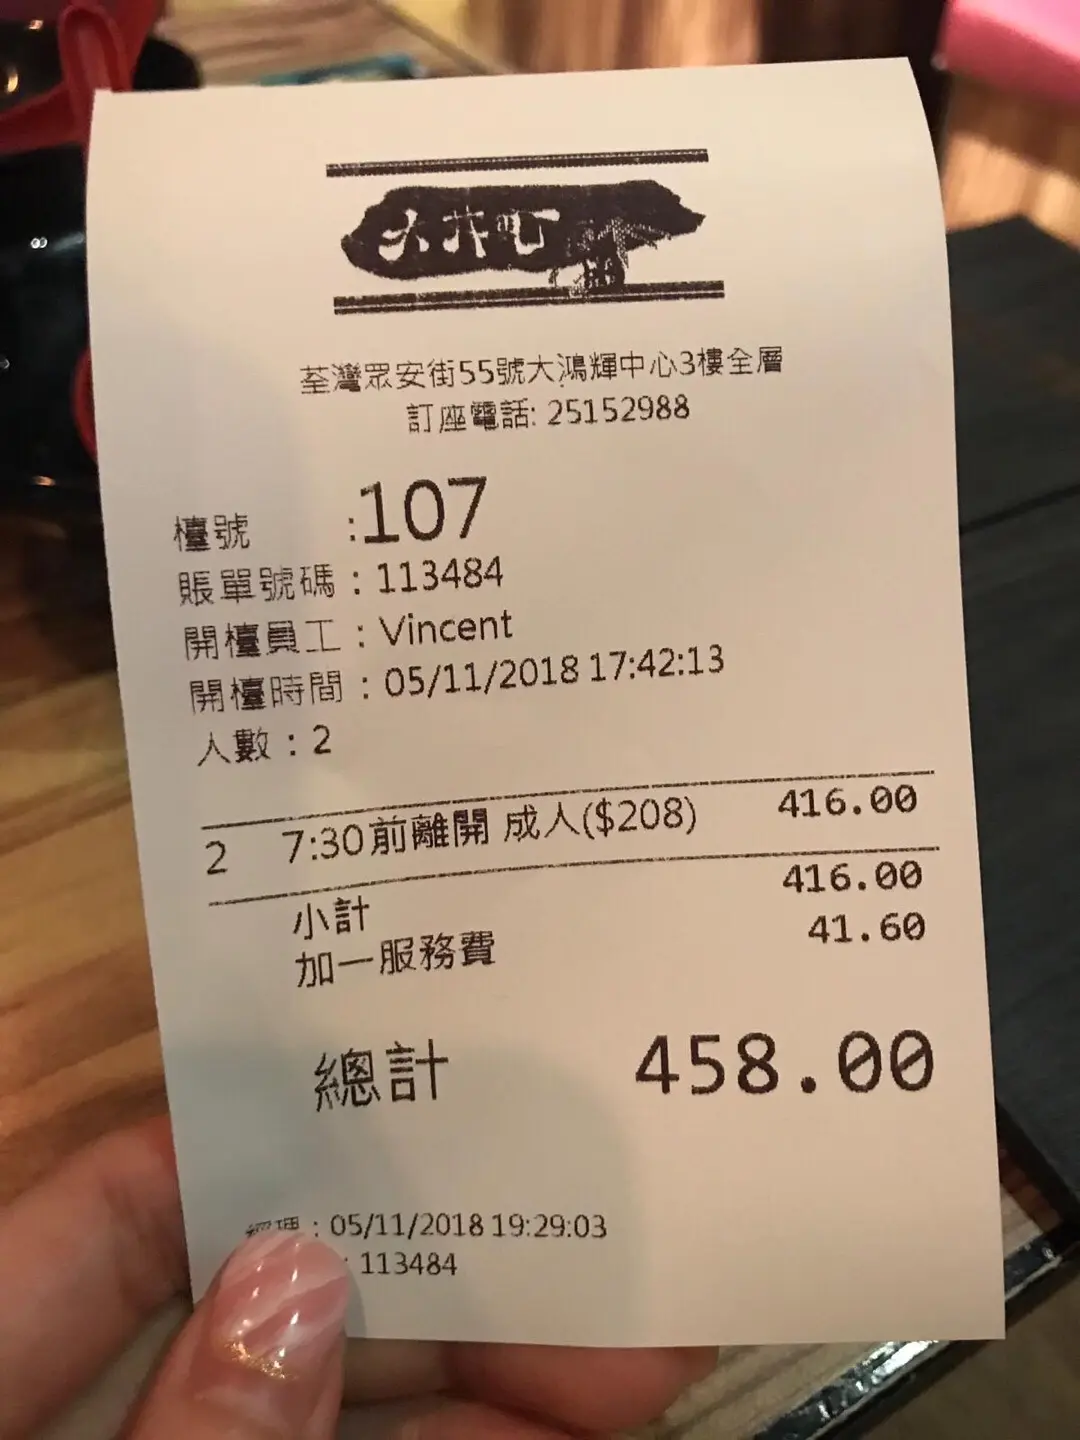 荃灣眾安街55號大鴻輝中心3樓全層
訂座電話: 25152988
檯號 :107
賬單號碼 : 113484
開檯員工 : Vincent
開檯時間 : 05/11/2018 17:42:13
人數 : 2
2 7:30前離開 成人($208) 416.00
小計 416.00
加一服務費 41.60
總計 458.00
經理 : 05/11/2018 19:29:03
: 113484